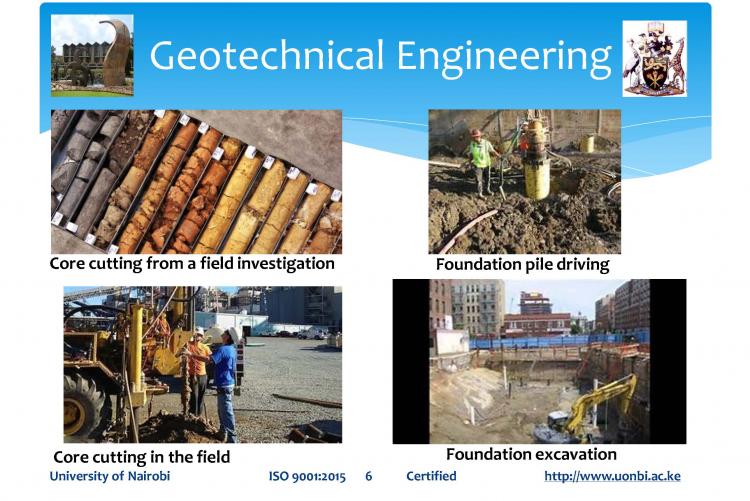 Geotechnical Engineering
Core cutting from a field investigation
Foundation pile driving
Core cutting in the field
Foundation excavation
University of Nairobi ISO 9001:2015 6 Certified http://www.uonbi.ac.ke